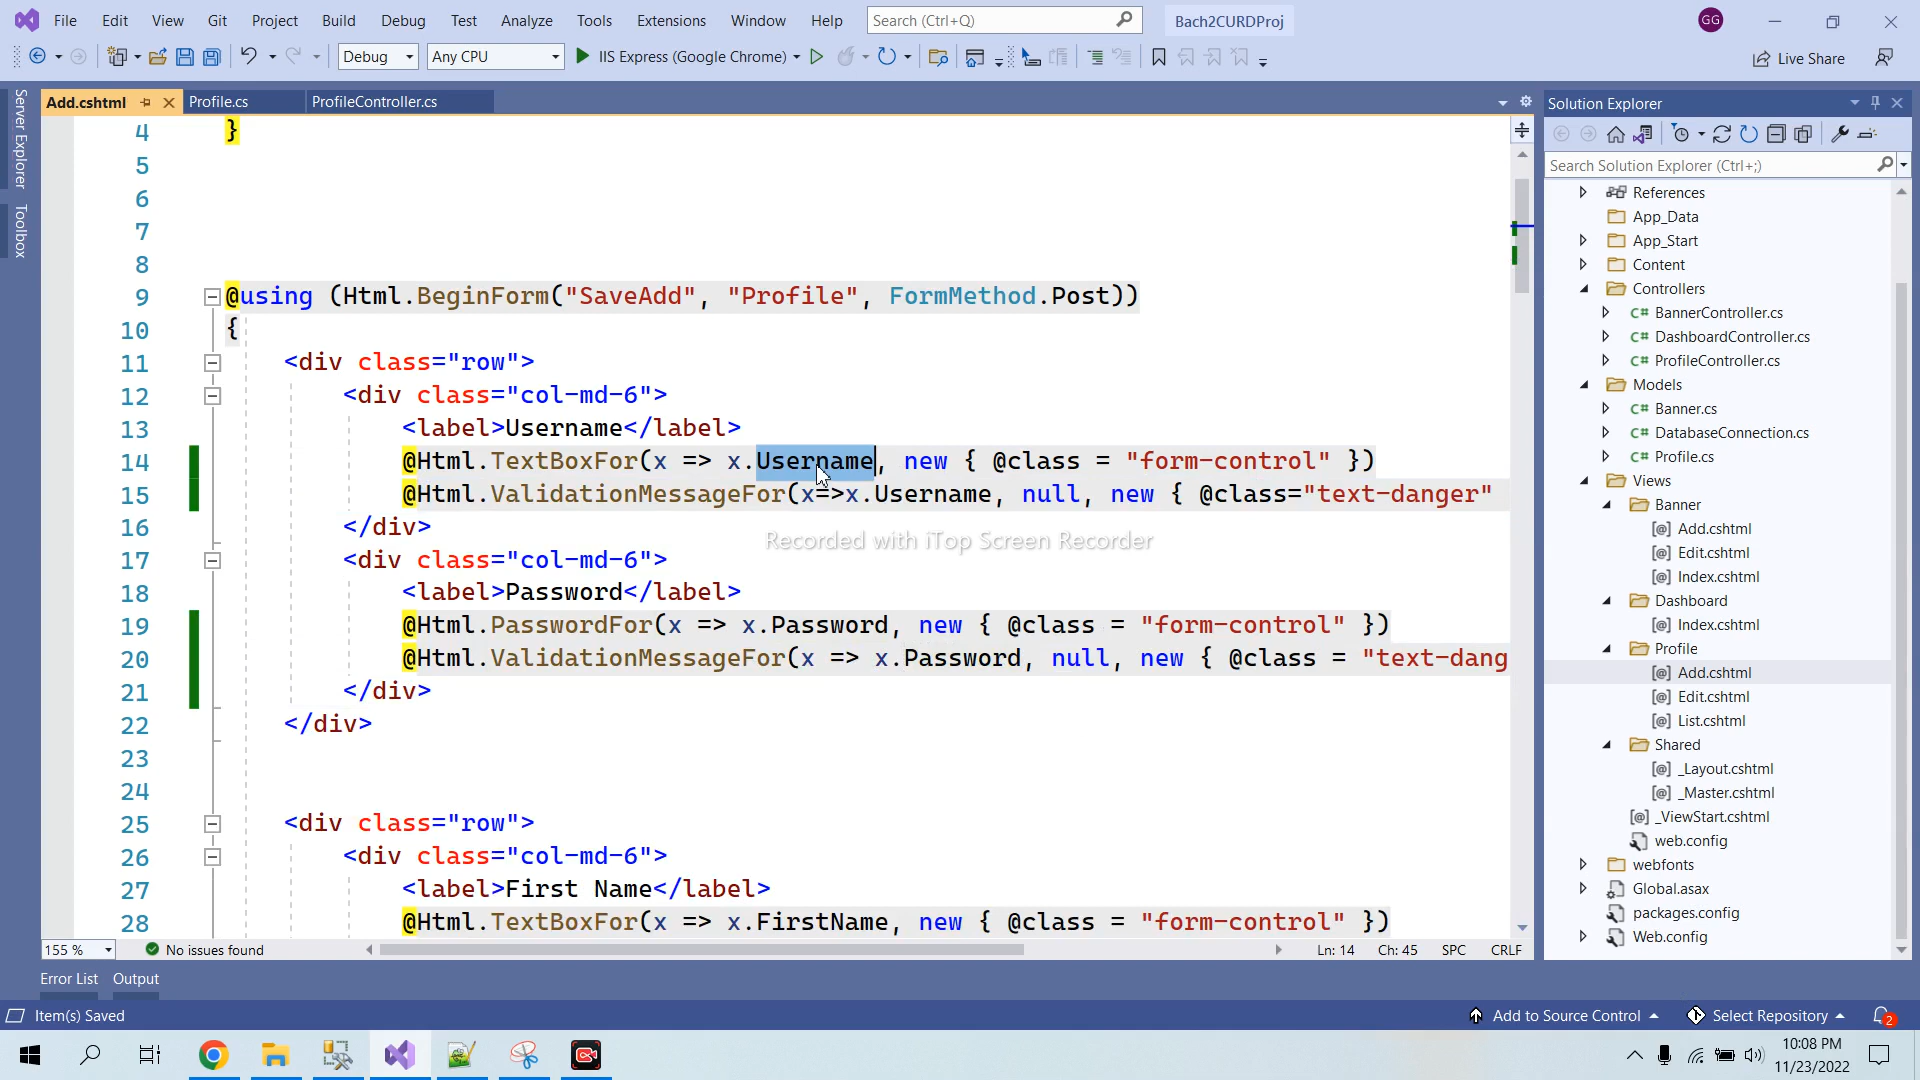 File Edit View Git Project Build Debug Test Analyze Tools Extensions Window Help Search (Ctrl+Q) Bach2CURDProj GG
Debug Any CPU IIS Express (Google Chrome) Live Share
Server Explorer
Toolbox
Add.cshtml Profile.cs ProfileController.cs
4 }
5
6
7
8
9 @using (Html.BeginForm("SaveAdd", "Profile", FormMethod.Post))
10 {
11 <div class="row">
12 <div class="col-md-6">
13 <label>Username</label>
14 @Html.TextBoxFor(x => x.Username, new { @class = "form-control" })
15 @Html.ValidationMessageFor(x=>x.Username, null, new { @class="text-danger"
16 </div>
17 <div class="col-md-6">
18 <label>Password</label>
19 @Html.PasswordFor(x => x.Password, new { @class = "form-control" })
20 @Html.ValidationMessageFor(x => x.Password, null, new { @class = "text-dang
21 </div>
22 </div>
23
24
25 <div class="row">
26 <div class="col-md-6">
27 <label>First Name</label>
28 @Html.TextBoxFor(x => x.FirstName, new { @class = "form-control" })
Recorded with iTop Screen Recorder
155 % No issues found Ln: 14 Ch: 45 SPC CRLF
Solution Explorer
Search Solution Explorer (Ctrl+;)
References
App_Data
App_Start
Content
Controllers
C# BannerController.cs
C# DashboardController.cs
C# ProfileController.cs
Models
C# Banner.cs
C# DatabaseConnection.cs
C# Profile.cs
Views
Banner
[@] Add.cshtml
[@] Edit.cshtml
[@] Index.cshtml
Dashboard
[@] Index.cshtml
Profile
[@] Add.cshtml
[@] Edit.cshtml
[@] List.cshtml
Shared
[@] _Layout.cshtml
[@] _Master.cshtml
[@] _ViewStart.cshtml
web.config
webfonts
Global.asax
packages.config
Web.config
Error List Output
Item(s) Saved Add to Source Control Select Repository 2
10:08 PM
11/23/2022